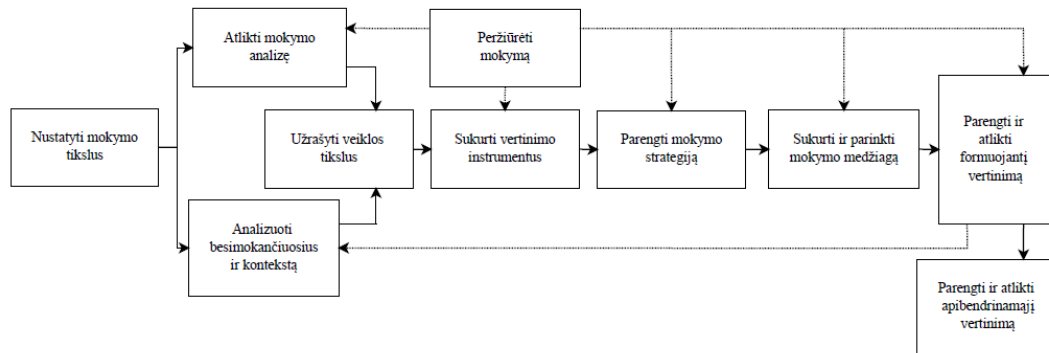 Atlikti mokymo
analizę
Peržiūrėti
mokymą
Nustatyti mokymo
tikslus
Užrašyti veiklos
tikslus
Sukurti vertinimo
instrumentus
Parengti mokymo
strategiją
Sukurti ir parinkti
mokymo medžiagą
Parengti ir atlikti
formuojantį
vertinimą
Analizuoti
besimokančiuosius
ir kontekstą
Parengti ir atlikti
apibendrinamąjį
vertinimą